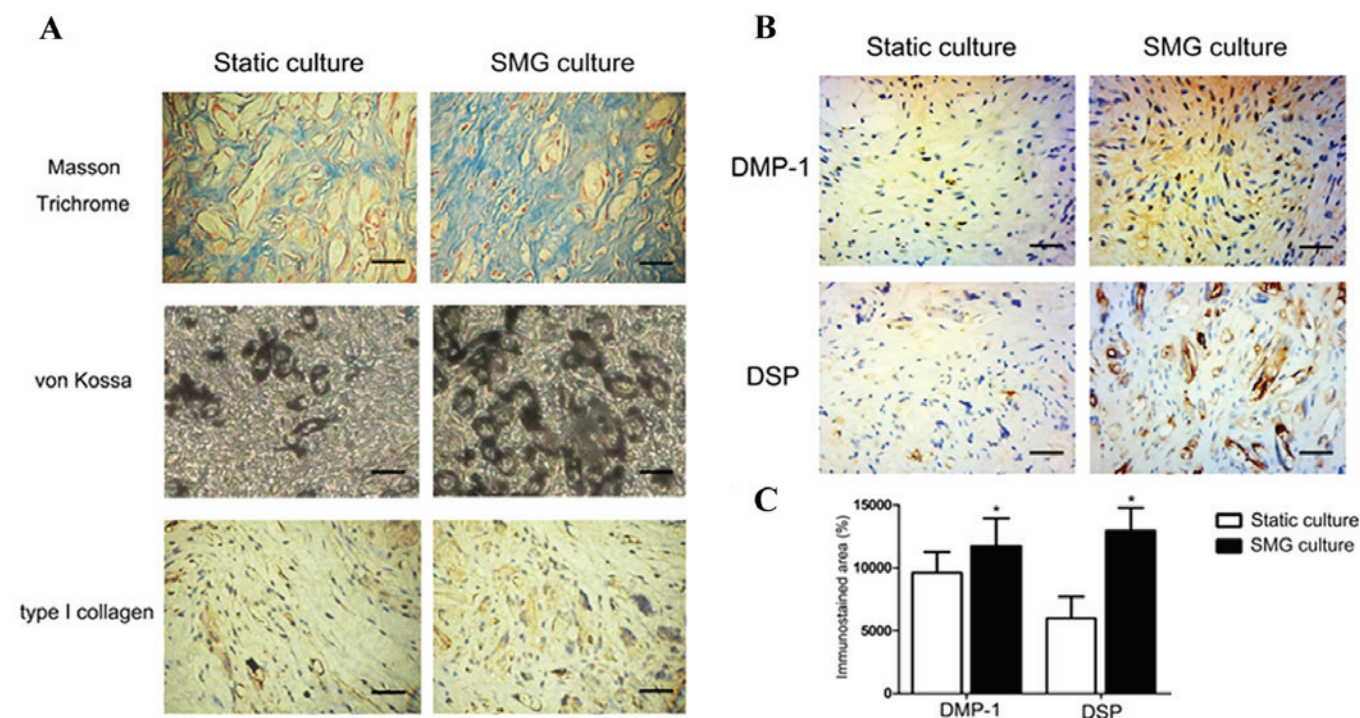 A
Static culture
SMG culture
Masson
Trichrome
von Kossa
type I collagen
B
Static culture
SMG culture
DMP-1
DSP
C
Immunostained area (%)
15000
10000
5000
0
*
*
DMP-1
DSP
Static culture
SMG culture